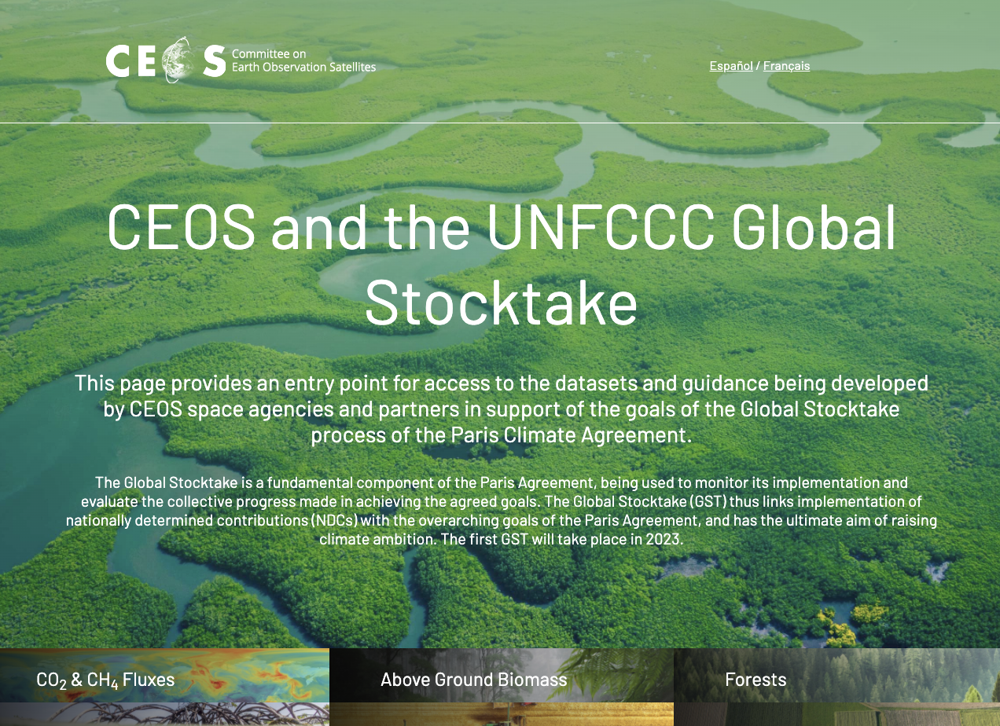 CEOS Committee on
Earth Observation Satellites
Español / Français
CEOS and the UNFCCC Global
Stocktake
This page provides an entry point for access to the datasets and guidance being developed
by CEOS space agencies and partners in support of the goals of the Global Stocktake
process of the Paris Climate Agreement.
The Global Stocktake is a fundamental component of the Paris Agreement, being used to monitor its implementation and
evaluate the collective progress made in achieving the agreed goals. The Global Stocktake (GST) thus links implementation of
nationally determined contributions (NDCs) with the overarching goals of the Paris Agreement, and has the ultimate aim of raising
climate ambition. The first GST will take place in 2023.
CO₂ & CH₄ Fluxes
Above Ground Biomass
Forests